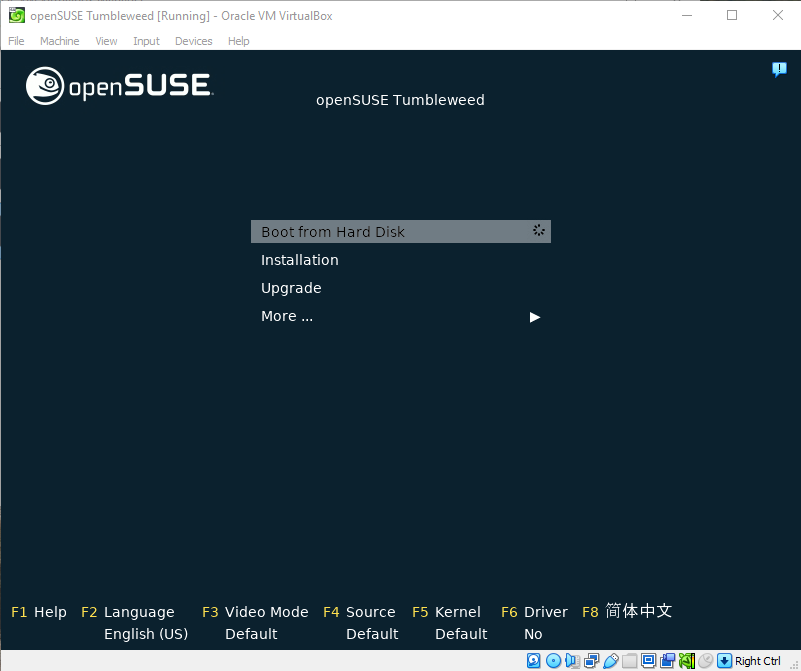 openSUSE Tumbleweed [Running] - Oracle VM VirtualBox
File Machine View Input Devices Help
openSUSE
openSUSE Tumbleweed
Boot from Hard Disk
Installation
Upgrade
More ...
F1 Help F2 Language F3 Video Mode F4 Source F5 Kernel F6 Driver F8 简体中文
English (US) Default Default Default No
Right Ctrl